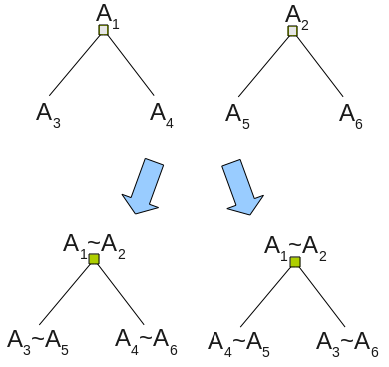 A₁ A₂
A₃ A₄ A₅ A₆
A₁~A₂ A₁~A₂
A₃~A₅ A₄~A₆ A₄~A₅ A₃~A₆